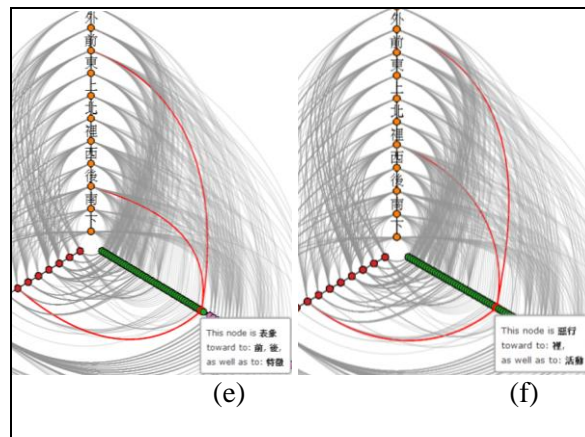 外
前
東
上
北
裡
西
後
南
下
This node is 表象
toward to: 前, 後,
as well as to: 特徵
(e)
外
前
東
上
北
裡
西
後
南
下
This node is
toward to: 裡,
as well as to: 活動
(f)